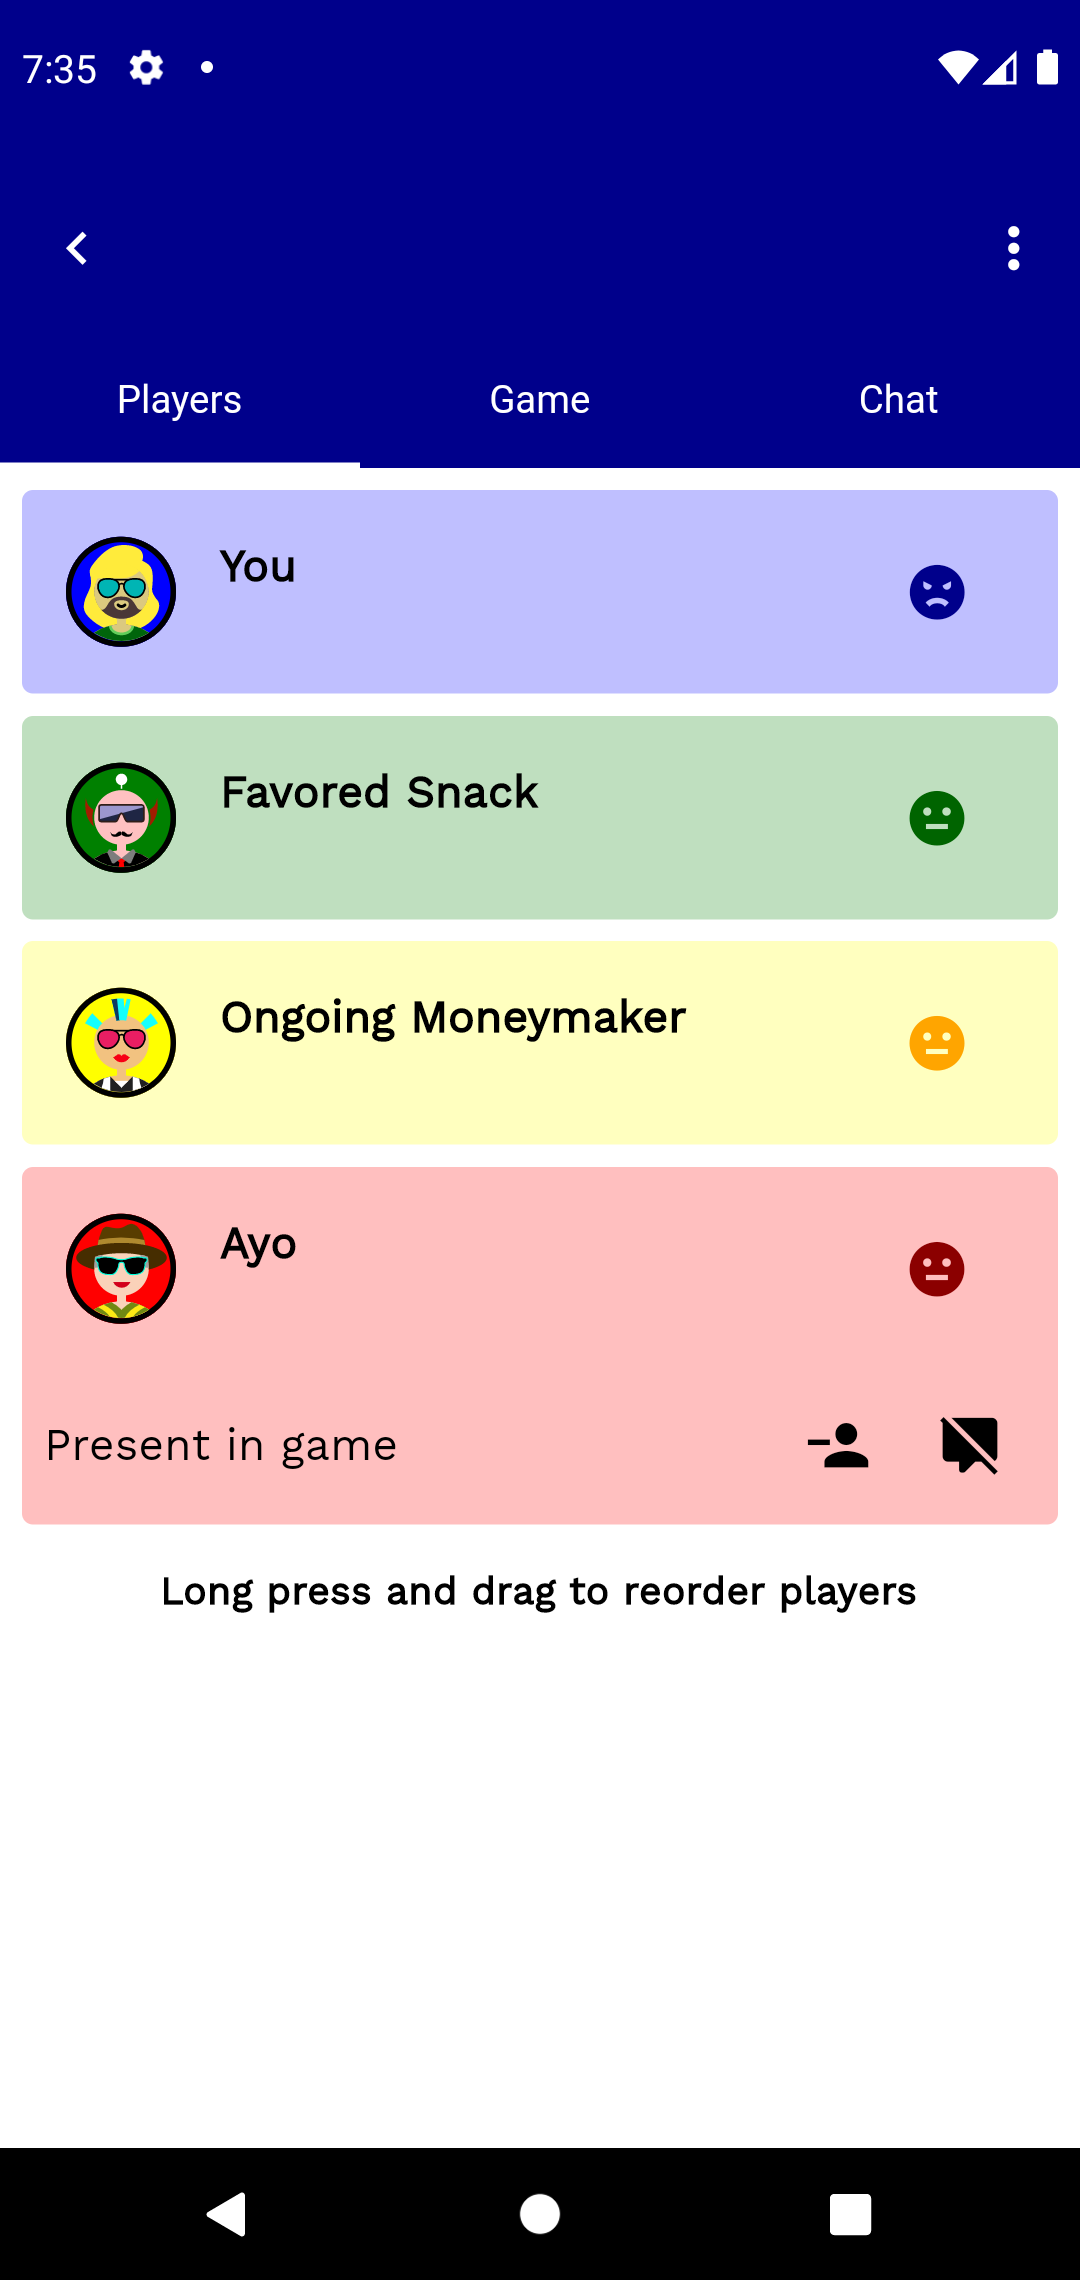 7:35
Players Game Chat
You
Favored Snack
Ongoing Moneymaker
Ayo
Present in game
Long press and drag to reorder players